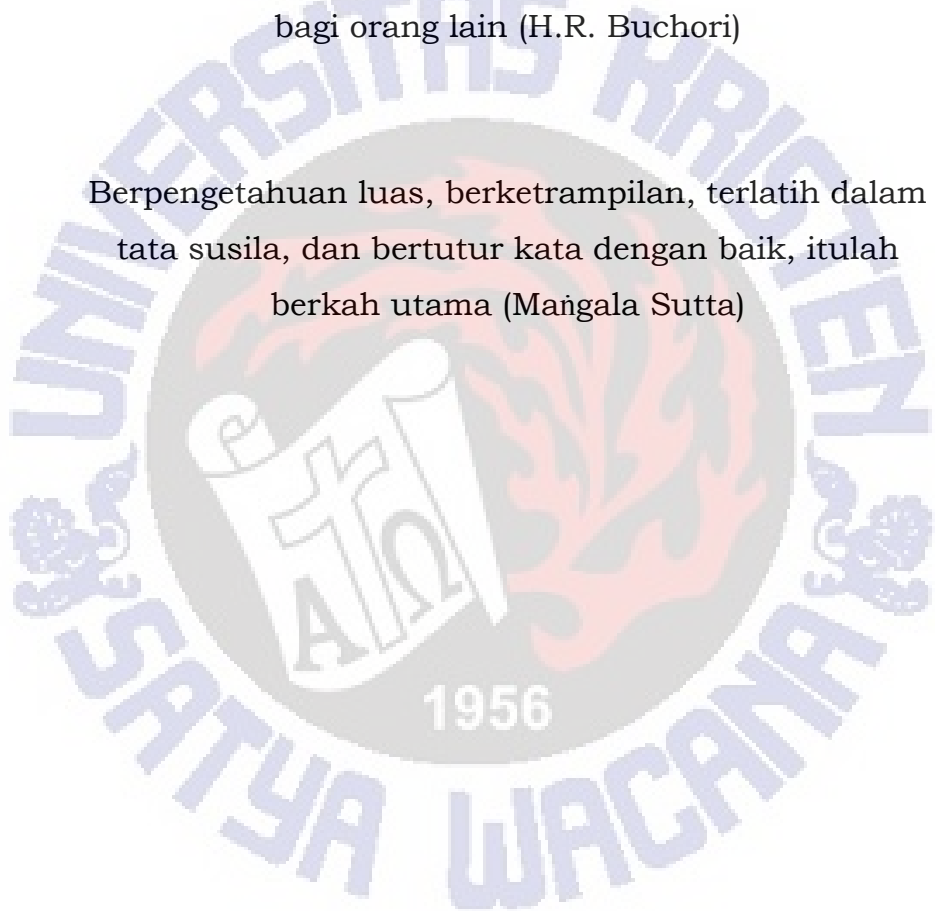 bagi orang lain (H.R. Buchori)
Berpengetahuan luas, berketrampilan, terlatih dalam
tata susila, dan bertutur kata dengan baik, itulah
berkah utama (Maṅgala Sutta)
UNIVERSITAS KRISTEN
SATYA WACANA
Α Ω
1956